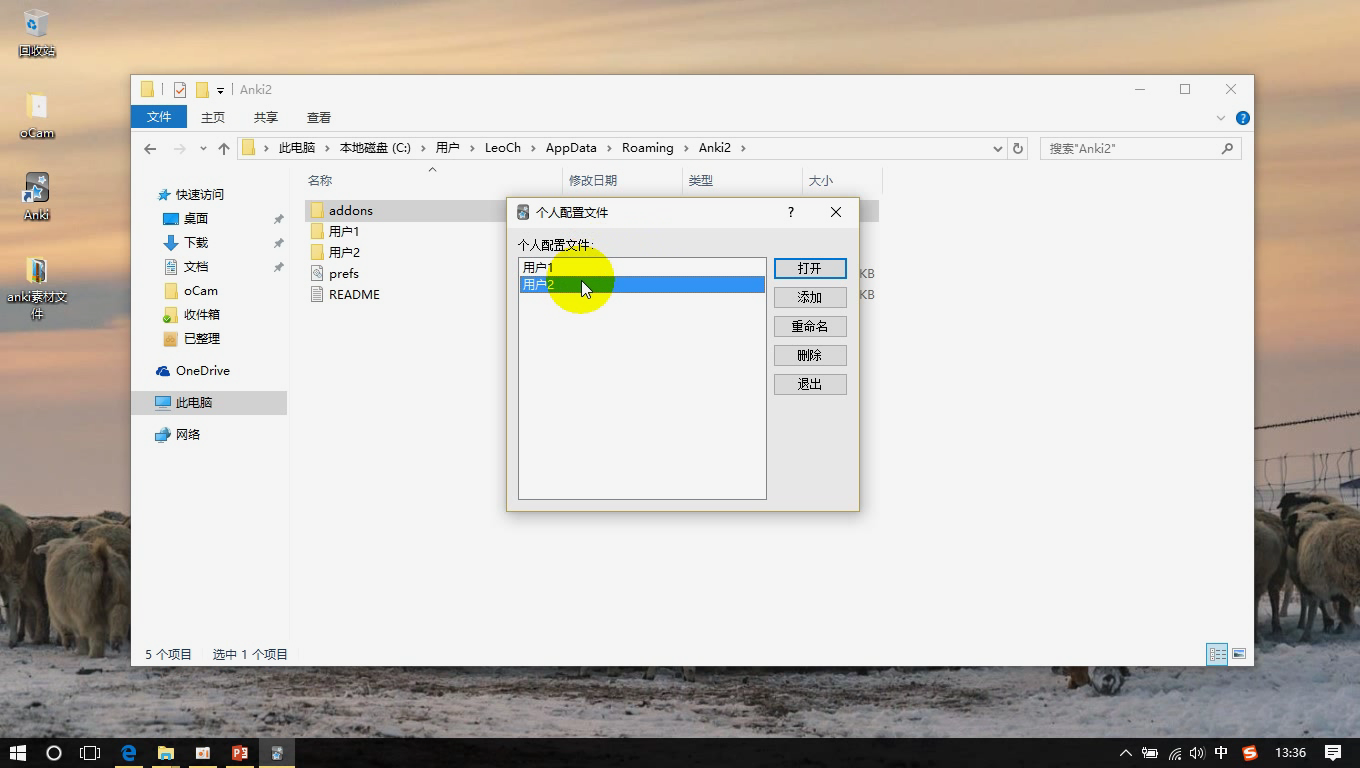 回收站
oCam
Anki
anki素材文
件
Anki2
文件
主页
共享
查看
此电脑
本地磁盘 (C:)
用户
LeoCh
AppData
Roaming
Anki2
搜索"Anki2"
快速访问
桌面
下载
文档
oCam
收件箱
已整理
OneDrive
此电脑
网络
名称
修改日期
类型
大小
addons
用户1
用户2
prefs
README
KB
KB
个人配置文件
?
个人配置文件:
用户1
用户2
打开
添加
重命名
删除
退出
5 个项目
选中 1 个项目
中
13:36